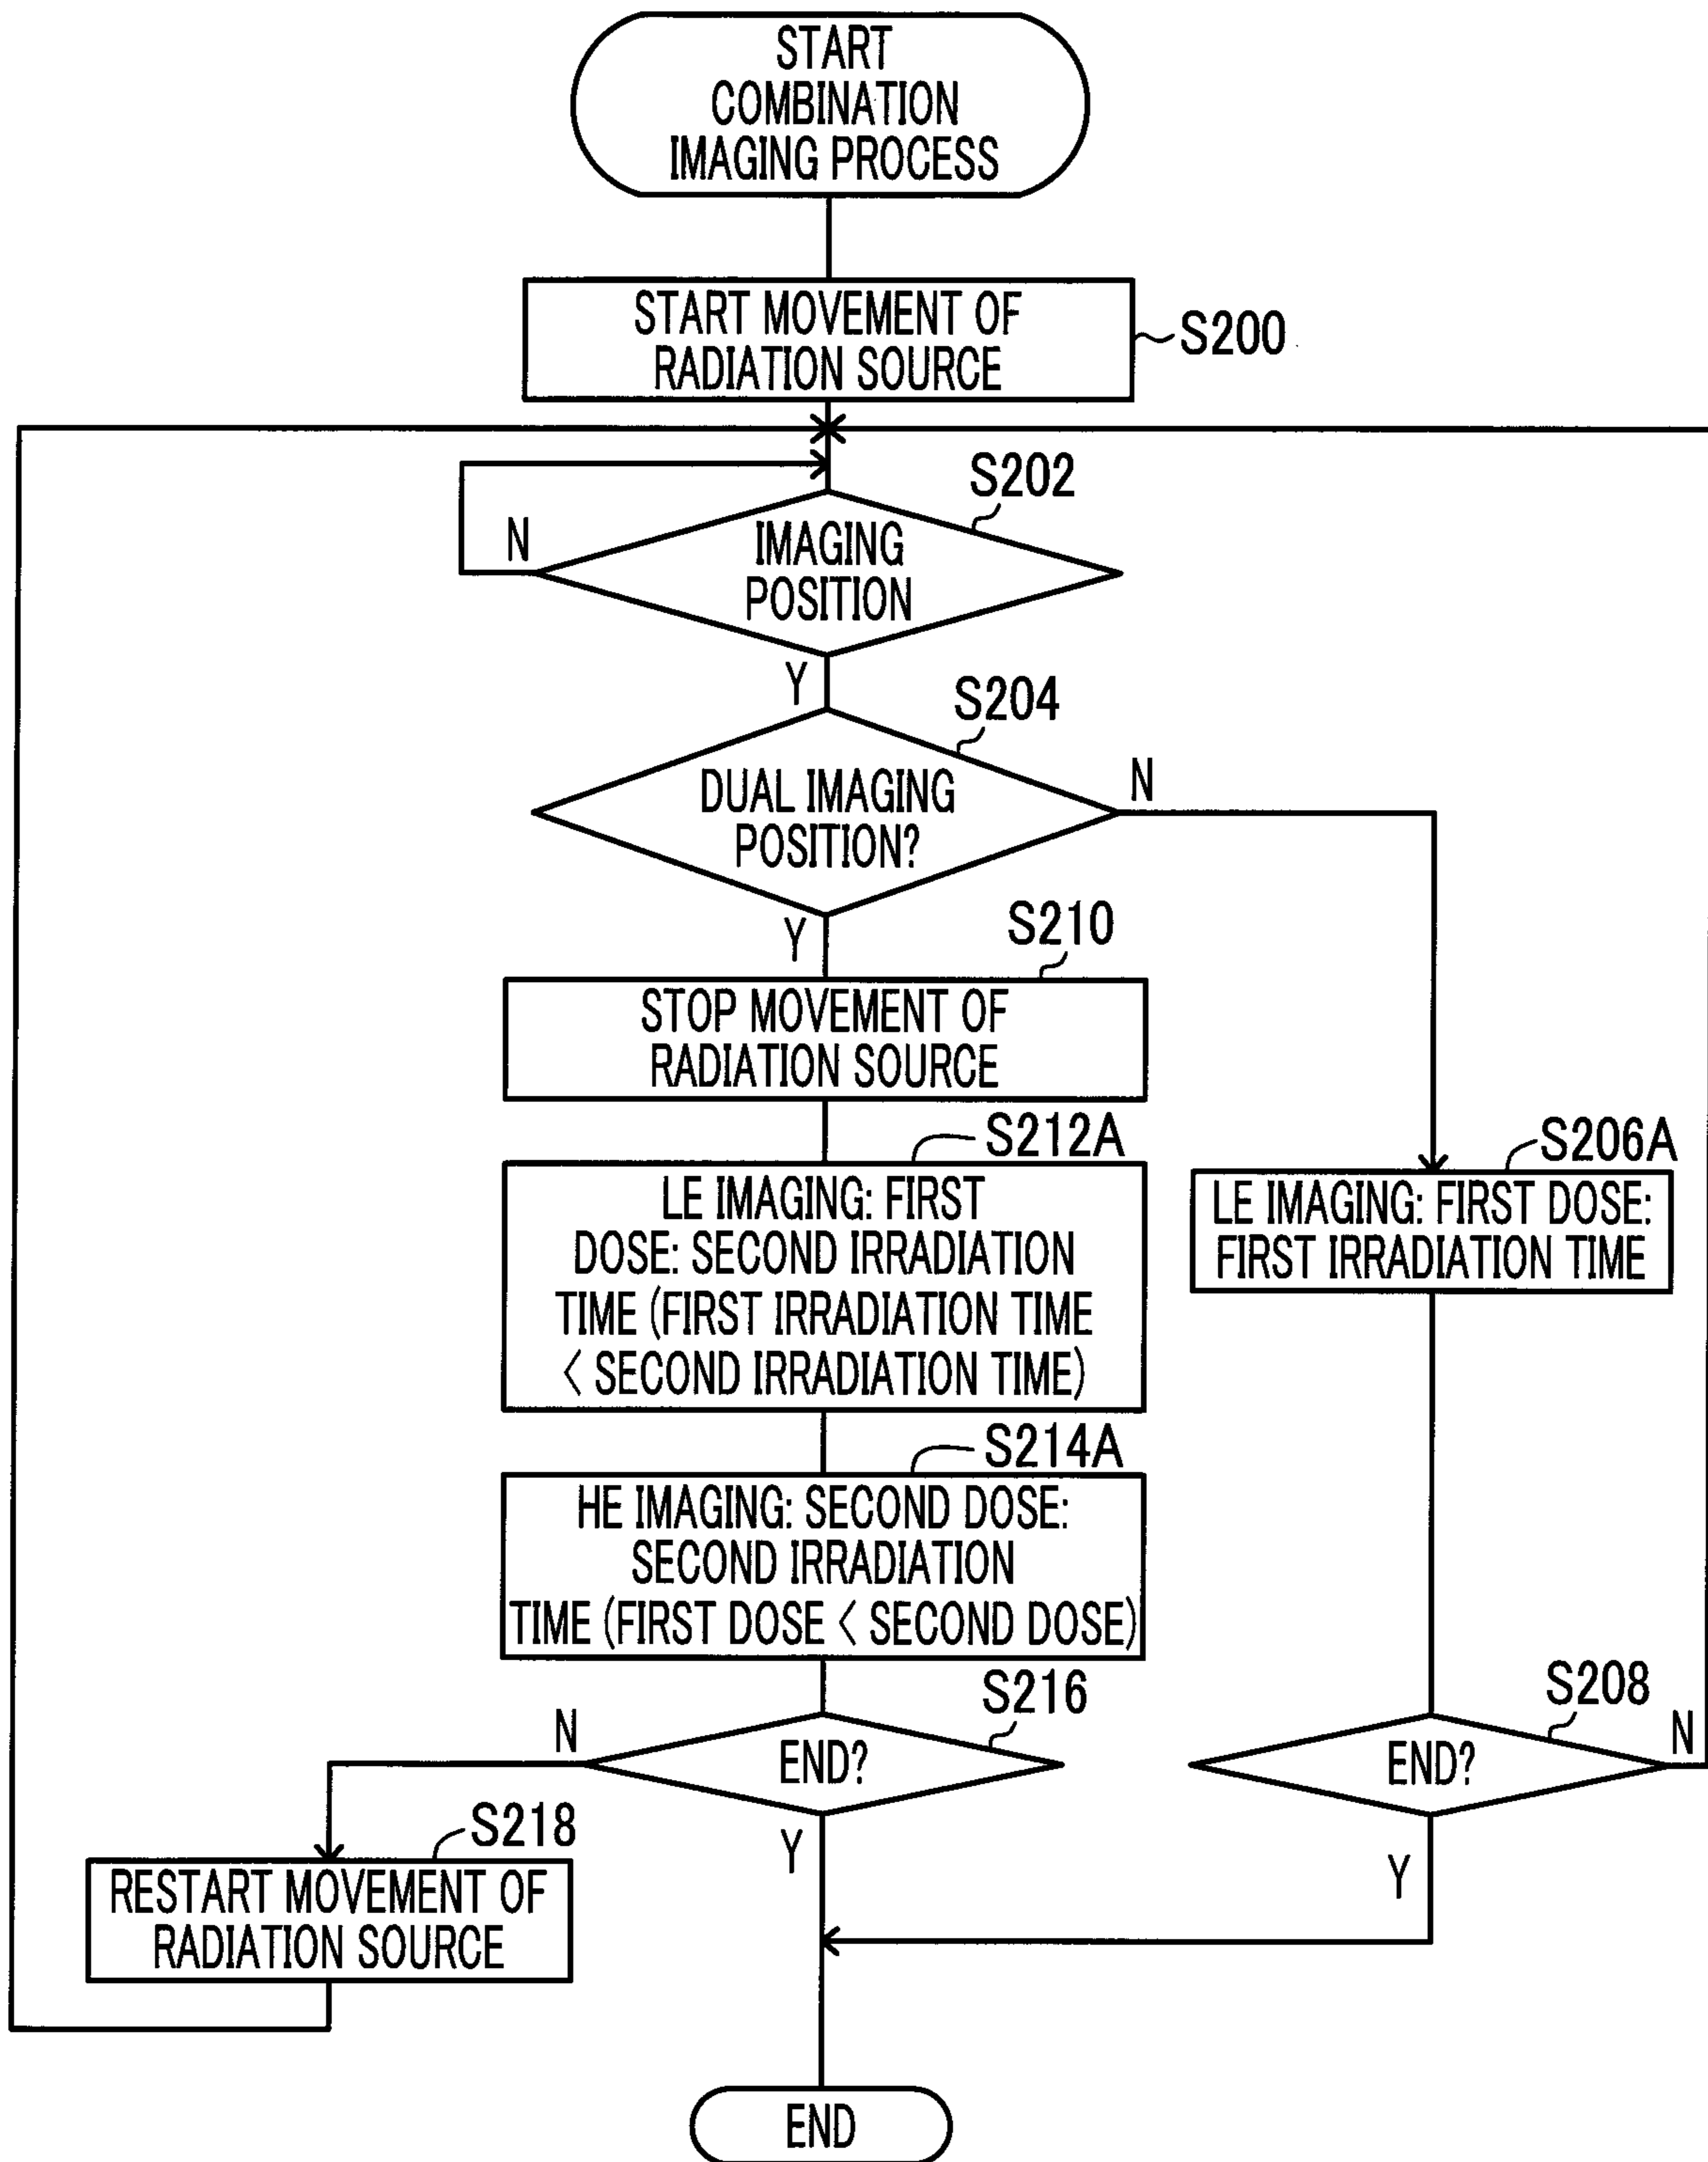 START
COMBINATION
IMAGING PROCESS
START MOVEMENT OF
RADIATION SOURCE
S200
S202
N
IMAGING
POSITION
Y
S204
DUAL IMAGING
POSITION?
N
Y
S210
STOP MOVEMENT OF
RADIATION SOURCE
S212A
LE IMAGING: FIRST
DOSE: SECOND IRRADIATION
TIME (FIRST IRRADIATION TIME
< SECOND IRRADIATION TIME)
S206A
LE IMAGING: FIRST DOSE:
FIRST IRRADIATION TIME
S214A
HE IMAGING: SECOND DOSE:
SECOND IRRADIATION
TIME (FIRST DOSE < SECOND DOSE)
S216
N
END?
Y
S208
END?
N
Y
S218
RESTART MOVEMENT OF
RADIATION SOURCE
END